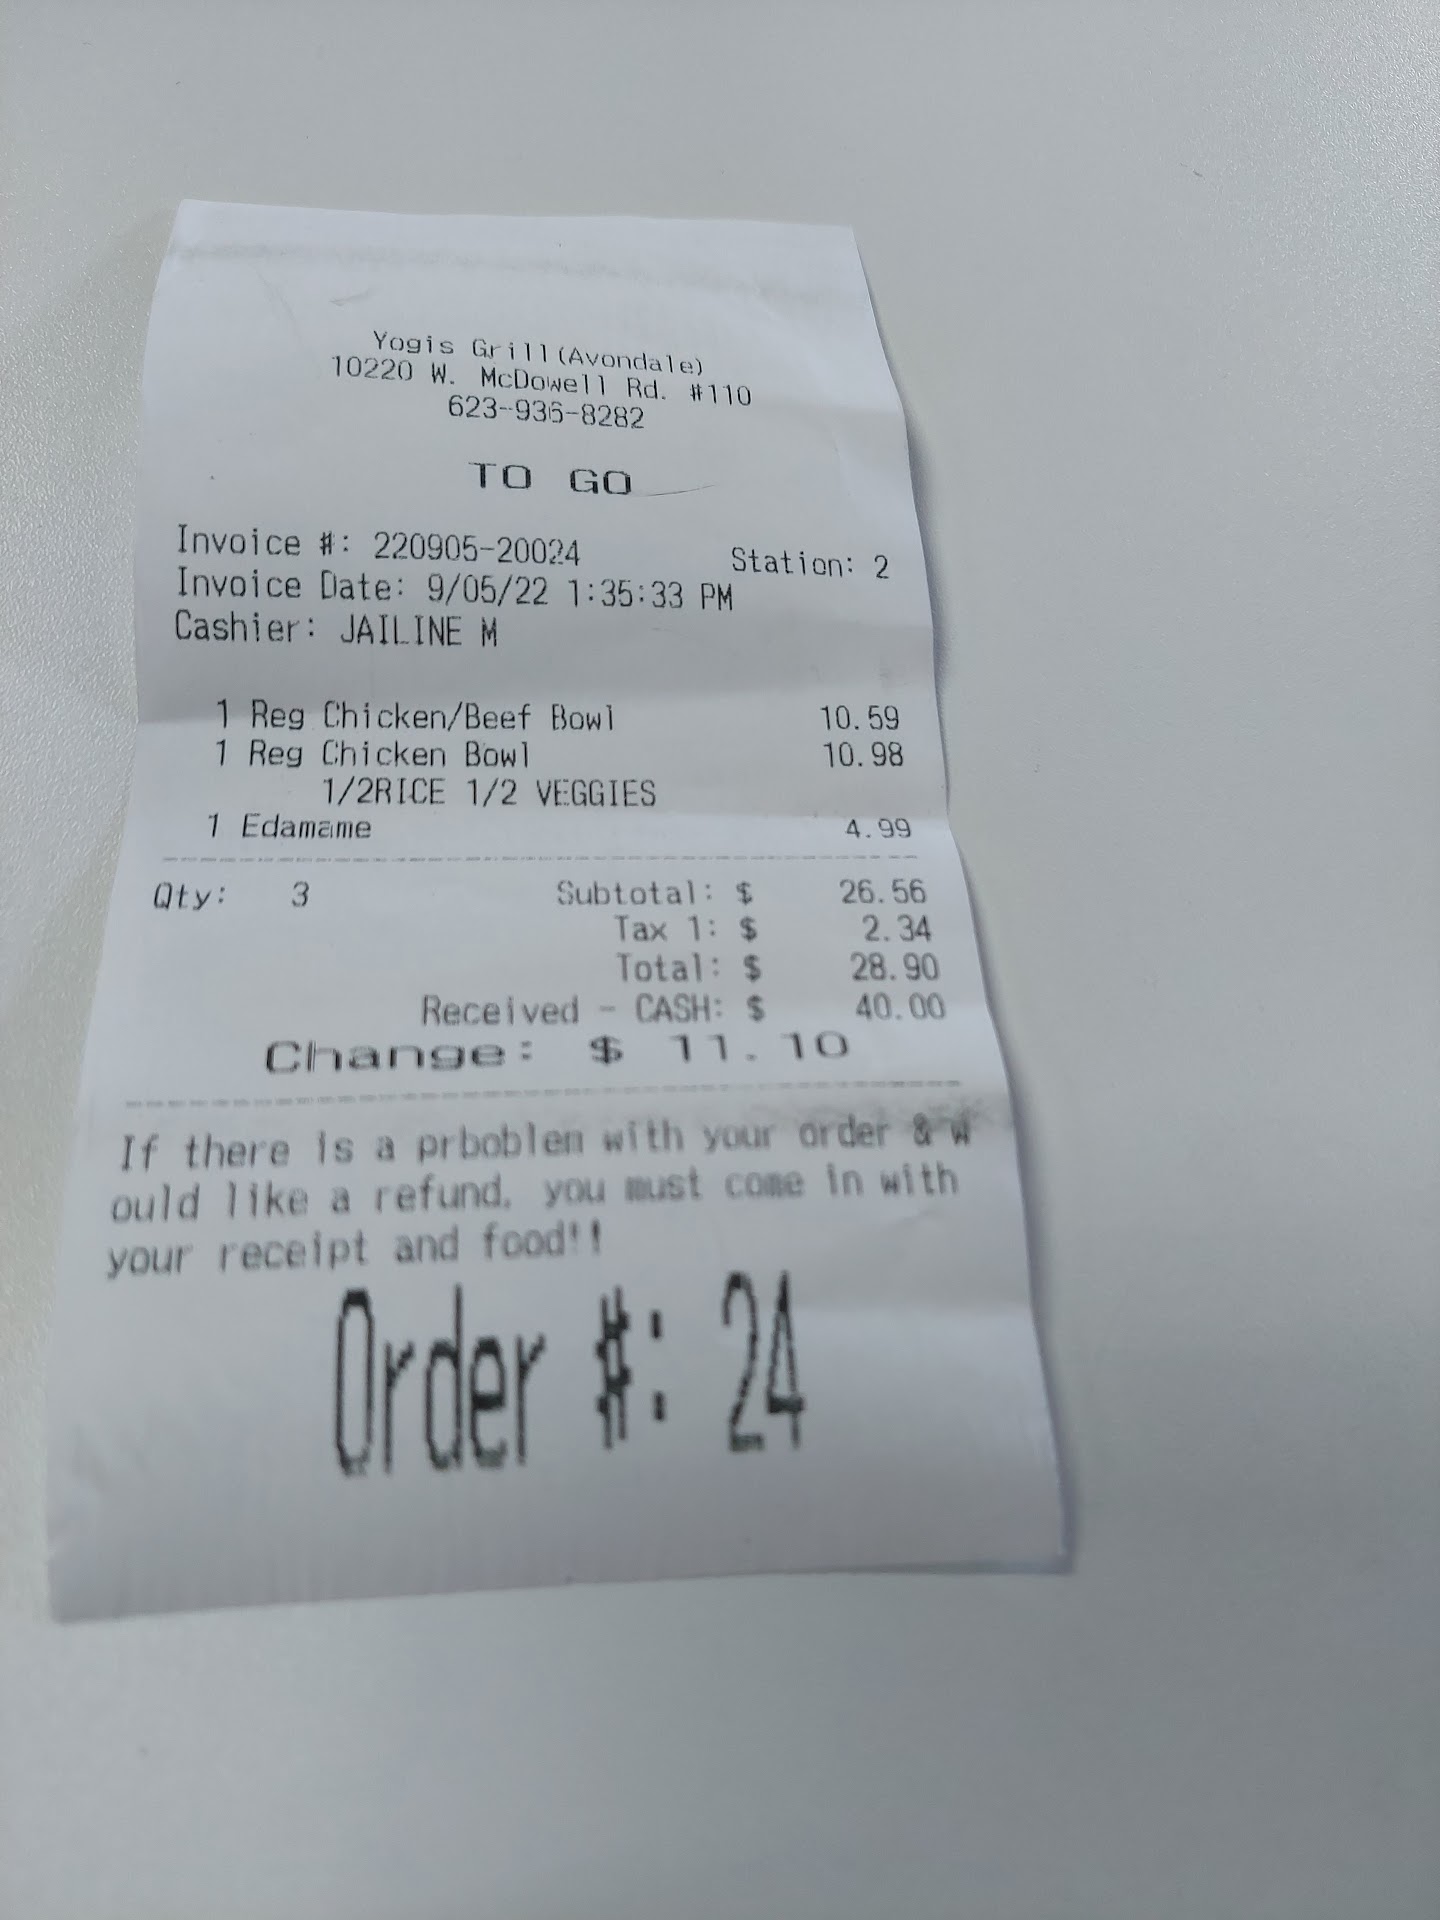 Yogis Grill(Avondale)
10220 W. McDowell Rd. #110
623-936-8282
TO GO
Invoice #: 220905-20024 Station: 2
Invoice Date: 9/05/22 1:35:33 PM
Cashier: JAILINE M
1 Reg Chicken/Beef Bowl 10.59
1 Reg Chicken Bowl 10.98
1/2RICE 1/2 VEGGIES
1 Edamame 4.99
Qty: 3 Subtotal: $ 26.56
Tax 1: $ 2.34
Total: $ 28.90
Received - CASH: $ 40.00
Change: $ 11.10
If there is a prboblen with your order & w
ould like a refund, you must come in with
your receipt and food!!
Order #: 24